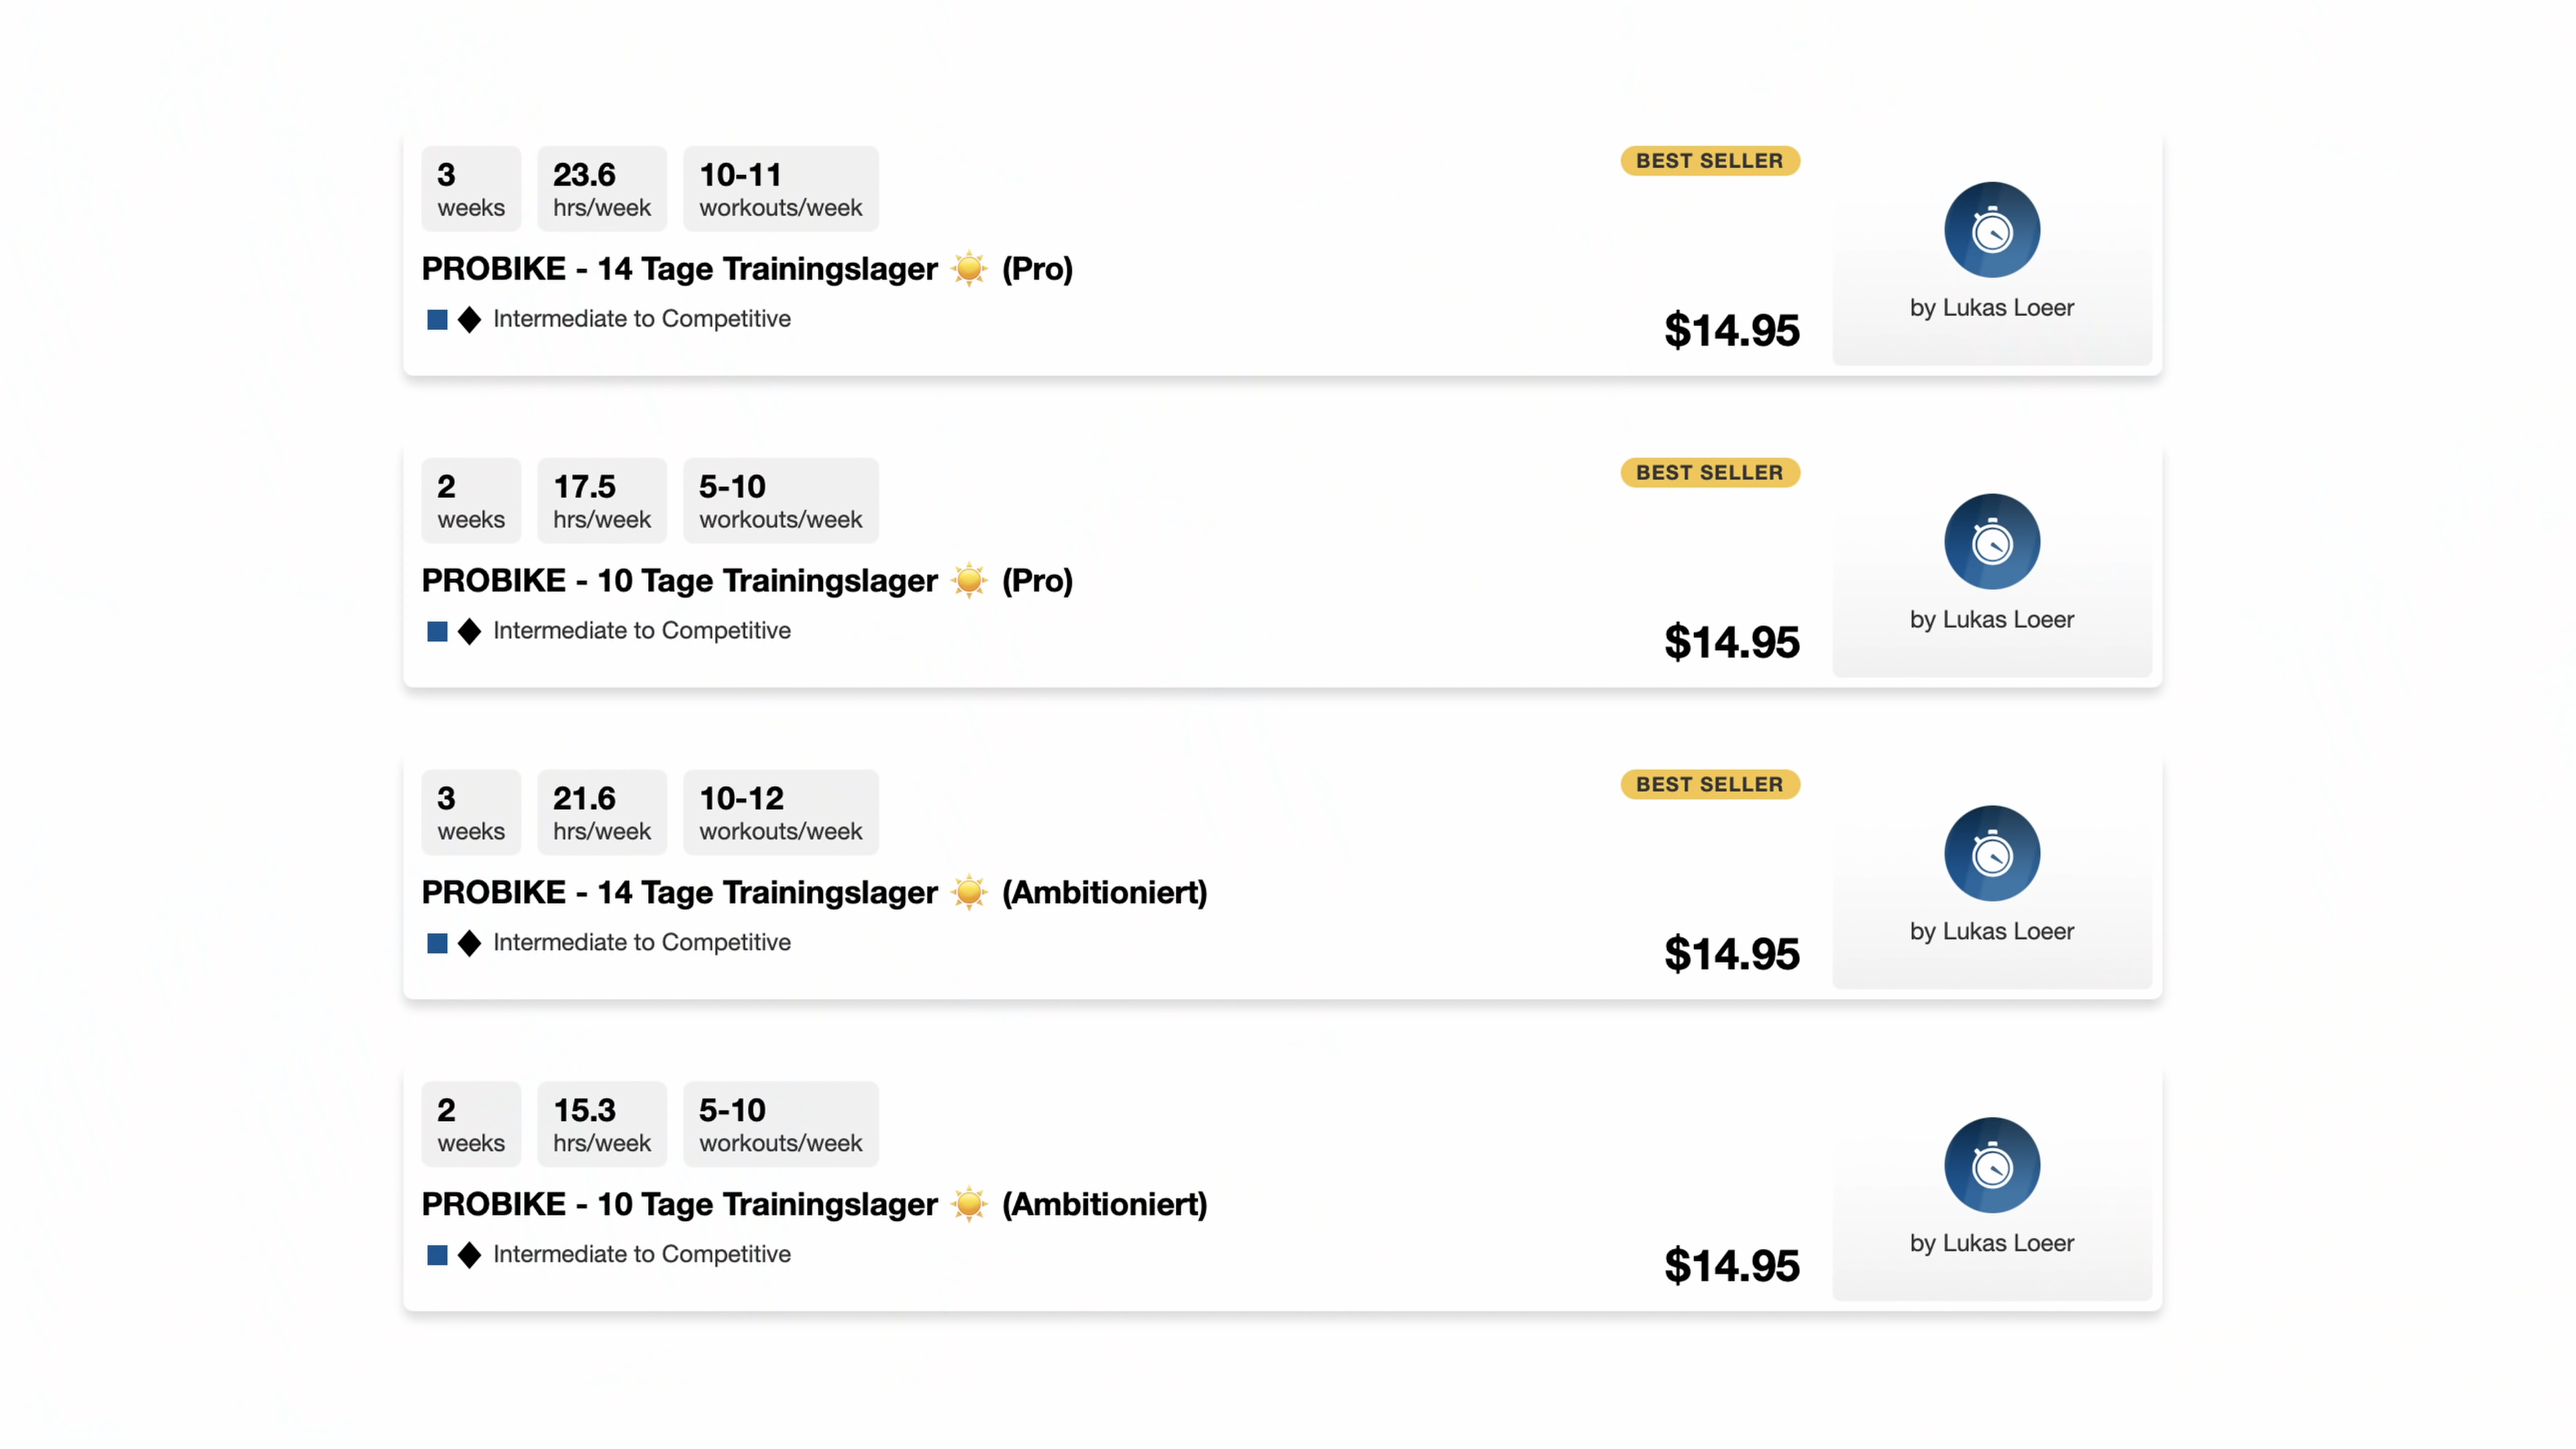 3 weeks
23.6 hrs/week
10-11 workouts/week
BEST SELLER
PROBIKE - 14 Tage Trainingslager ☀️ (Pro)
Intermediate to Competitive
$14.95
by Lukas Loeer
2 weeks
17.5 hrs/week
5-10 workouts/week
BEST SELLER
PROBIKE - 10 Tage Trainingslager ☀️ (Pro)
Intermediate to Competitive
$14.95
by Lukas Loeer
3 weeks
21.6 hrs/week
10-12 workouts/week
BEST SELLER
PROBIKE - 14 Tage Trainingslager ☀️ (Ambitioniert)
Intermediate to Competitive
$14.95
by Lukas Loeer
2 weeks
15.3 hrs/week
5-10 workouts/week
PROBIKE - 10 Tage Trainingslager ☀️ (Ambitioniert)
Intermediate to Competitive
$14.95
by Lukas Loeer